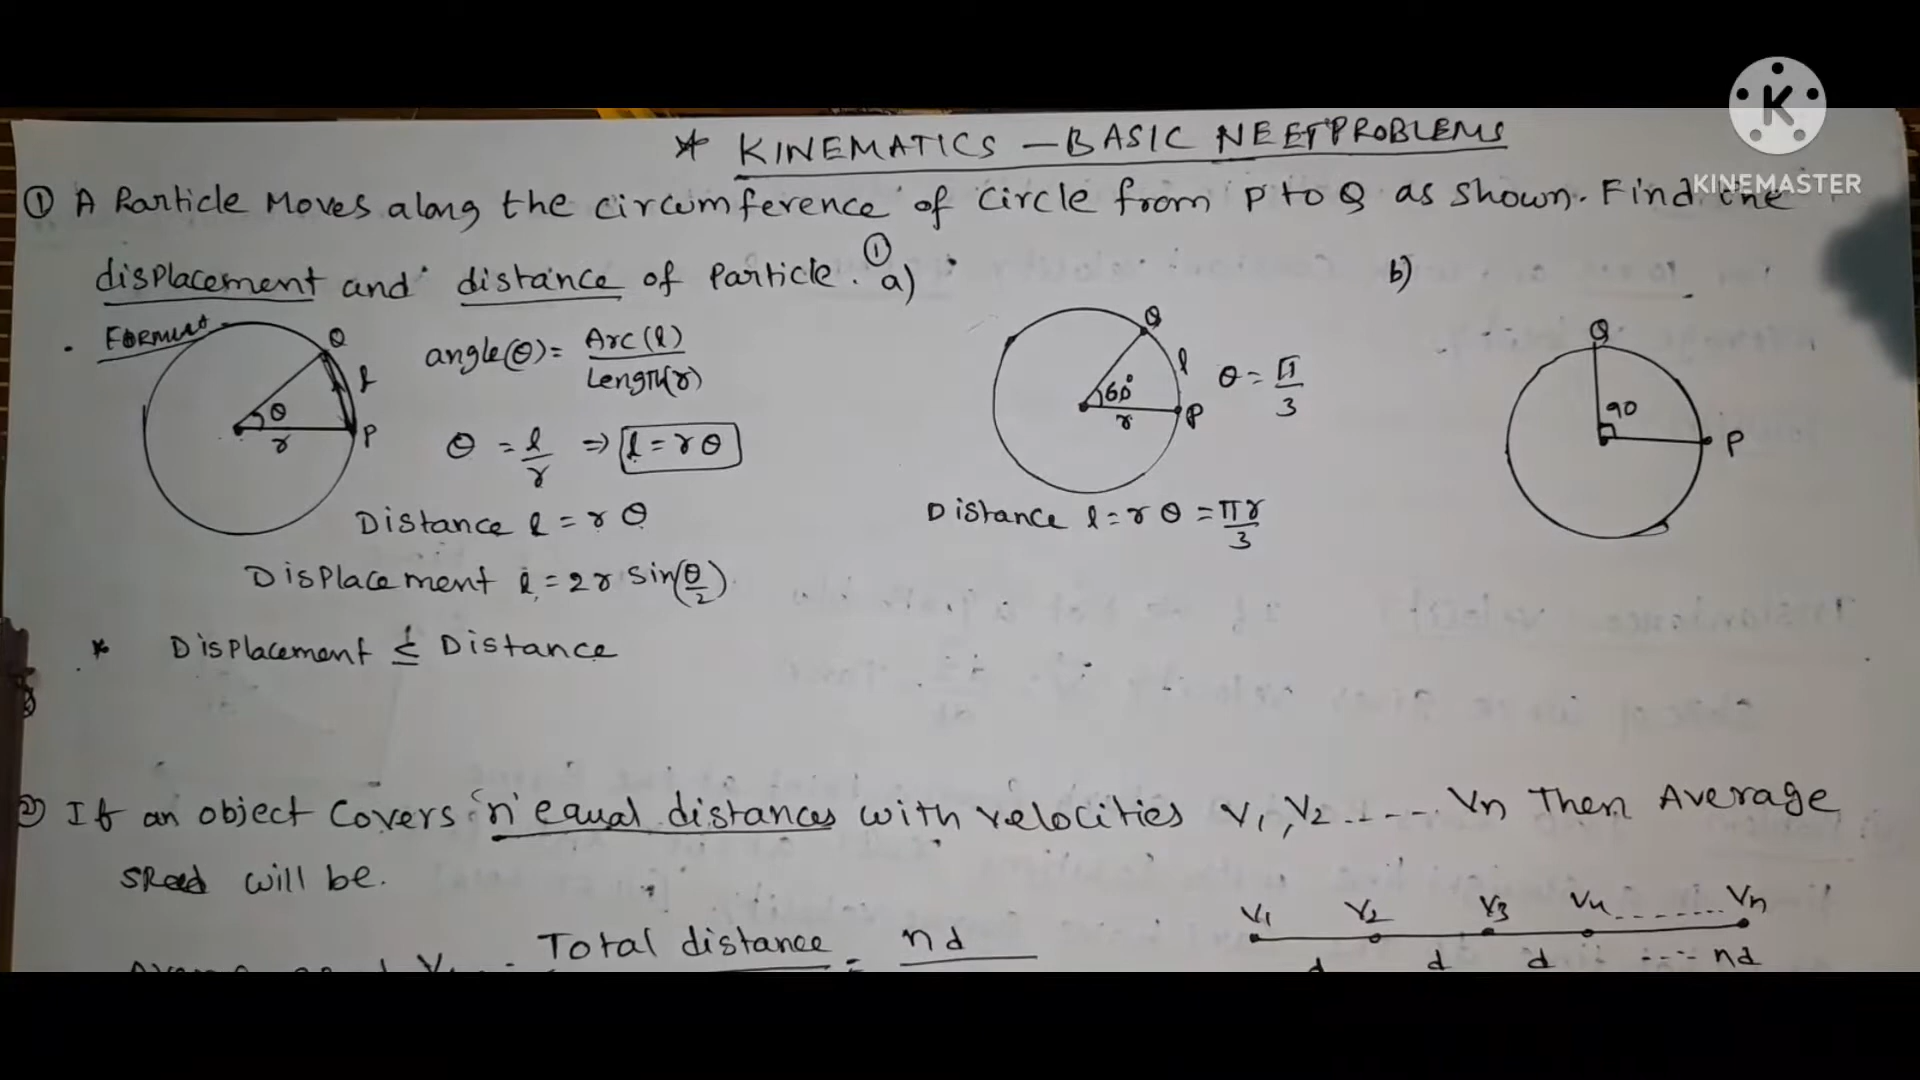 KINEMASTER
* KINEMATICS - BASIC NEET PROBLEMS
① A Particle Moves along the circumference of circle from P to Q as shown. Find the
displacement and distance of Particle. ① a)
b)
Formula
Q
l
θ
r
P
angle(θ) = Arc(l) / Length(r)
θ = l/r ⇒ l = rθ
Distance l = rθ
Displacement l = 2r sin(θ/2)
* Displacement ≤ Distance
Q
l
60°
r
P
θ = π/3
Distance l = rθ = πr/3
Q
90
P
② If an object Covers 'n' equal distances with velocities V1, V2 ..... Vn Then Average
speed will be.
V1 V2 V3 V4 ....... Vn
d d d ---- nd
Total distance = nd